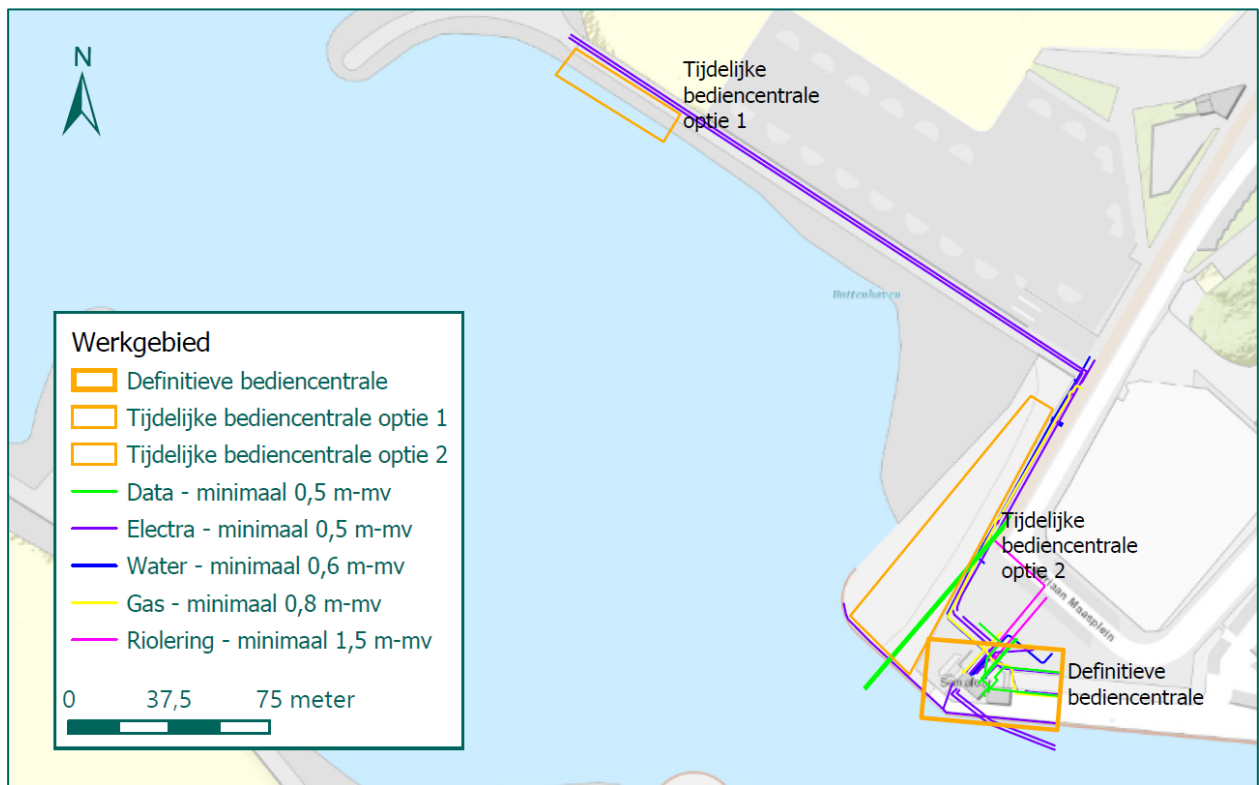 N
Tijdelijke
bediencentrale
optie 1
Buitenhaven
Werkgebied
Definitieve bediencentrale
Tijdelijke bediencentrale optie 1
Tijdelijke bediencentrale optie 2
Data - minimaal 0,5 m-mv
Electra - minimaal 0,5 m-mv
Water - minimaal 0,6 m-mv
Gas - minimaal 0,8 m-mv
Riolering - minimaal 1,5 m-mv
0 37,5 75 meter
Tijdelijke
bediencentrale
optie 2
Maasplein
Definitieve
bediencentrale